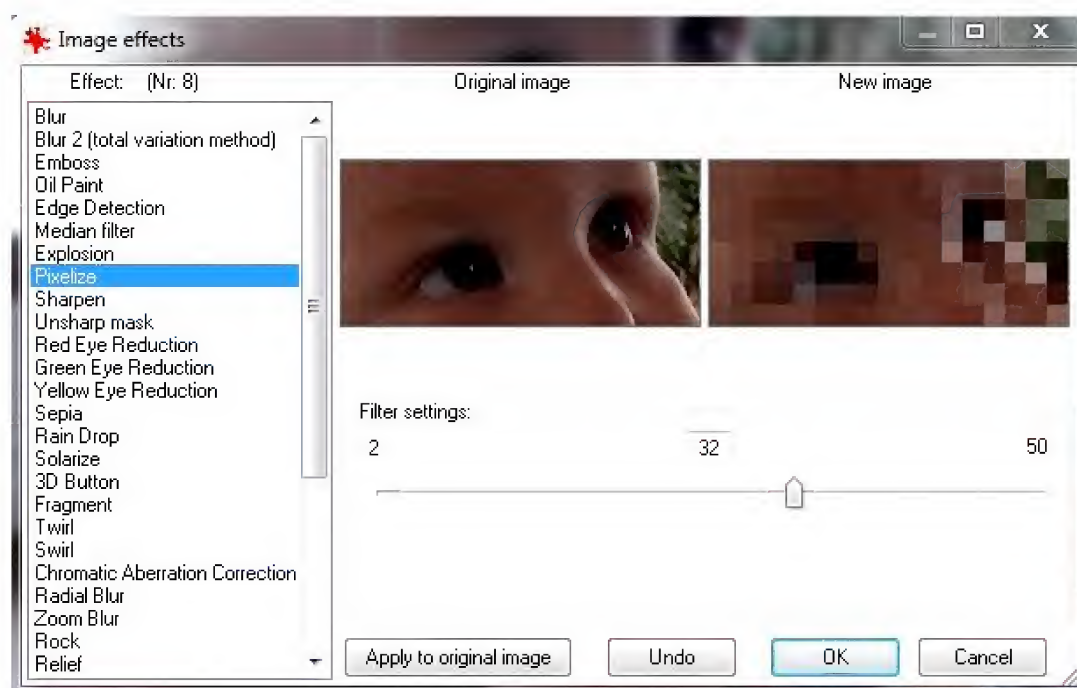 Image effects
Effect: (Nr: 8)
Original image
New image
Blur
Blur 2 (total variation method)
Emboss
Oil Paint
Edge Detection
Median filter
Explosion
Pixelize
Sharpen
Unsharp mask
Red Eye Reduction
Green Eye Reduction
Yellow Eye Reduction
Sepia
Rain Drop
Solarize
3D Button
Fragment
Twirl
Swirl
Chromatic Aberration Correction
Radial Blur
Zoom Blur
Rock
Relief
Filter settings:
2 32 50
Apply to original image
Undo
OK
Cancel